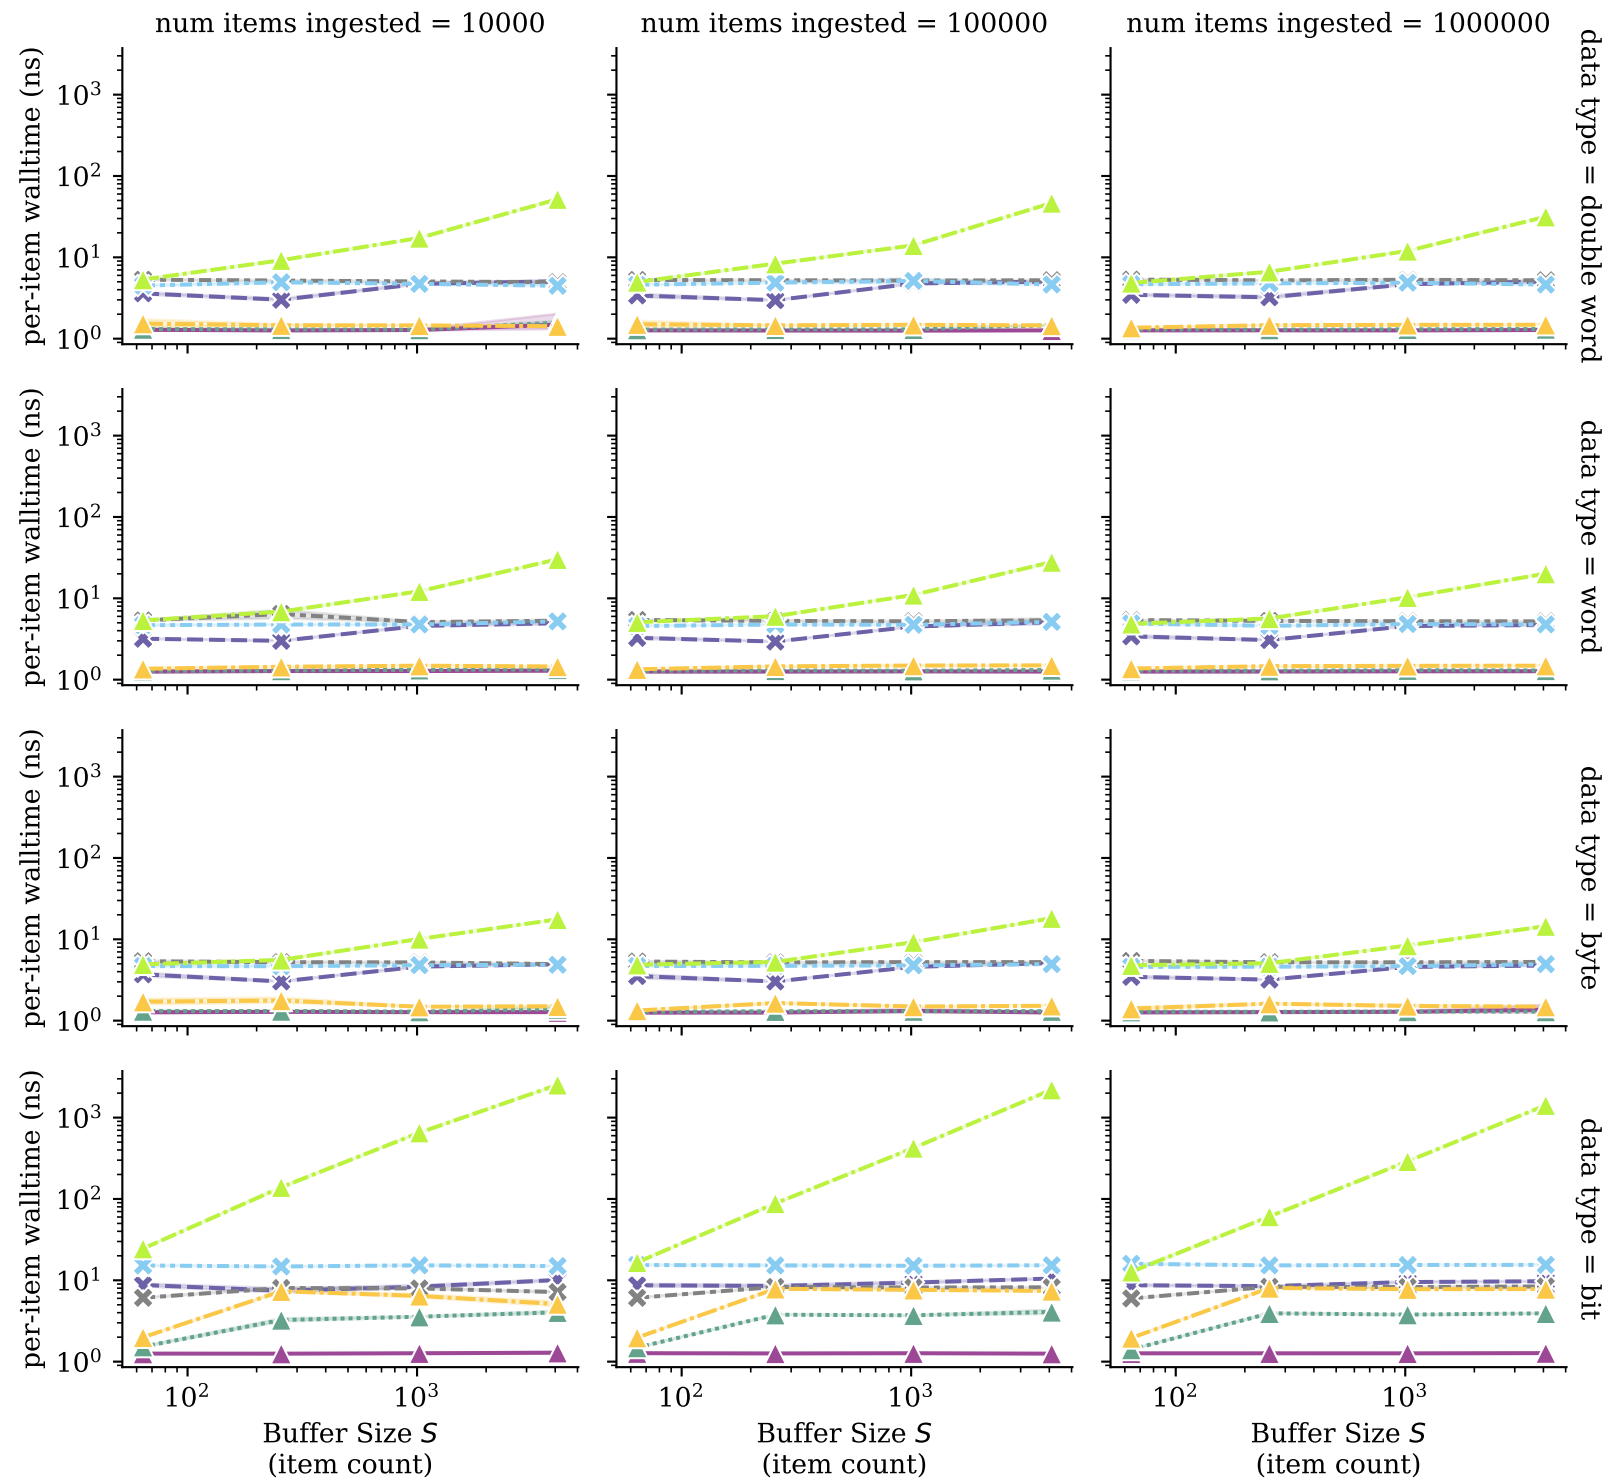 num items ingested = 10000
num items ingested = 100000
num items ingested = 1000000
per-item walltime (ns)
10³
10²
10¹
10⁰
data type = double word
per-item walltime (ns)
10³
10²
10¹
10⁰
data type = word
per-item walltime (ns)
10³
10²
10¹
10⁰
data type = byte
per-item walltime (ns)
10³
10²
10¹
10⁰
data type = bit
10² 10³
10² 10³
10² 10³
Buffer Size S
(item count)
Buffer Size S
(item count)
Buffer Size S
(item count)